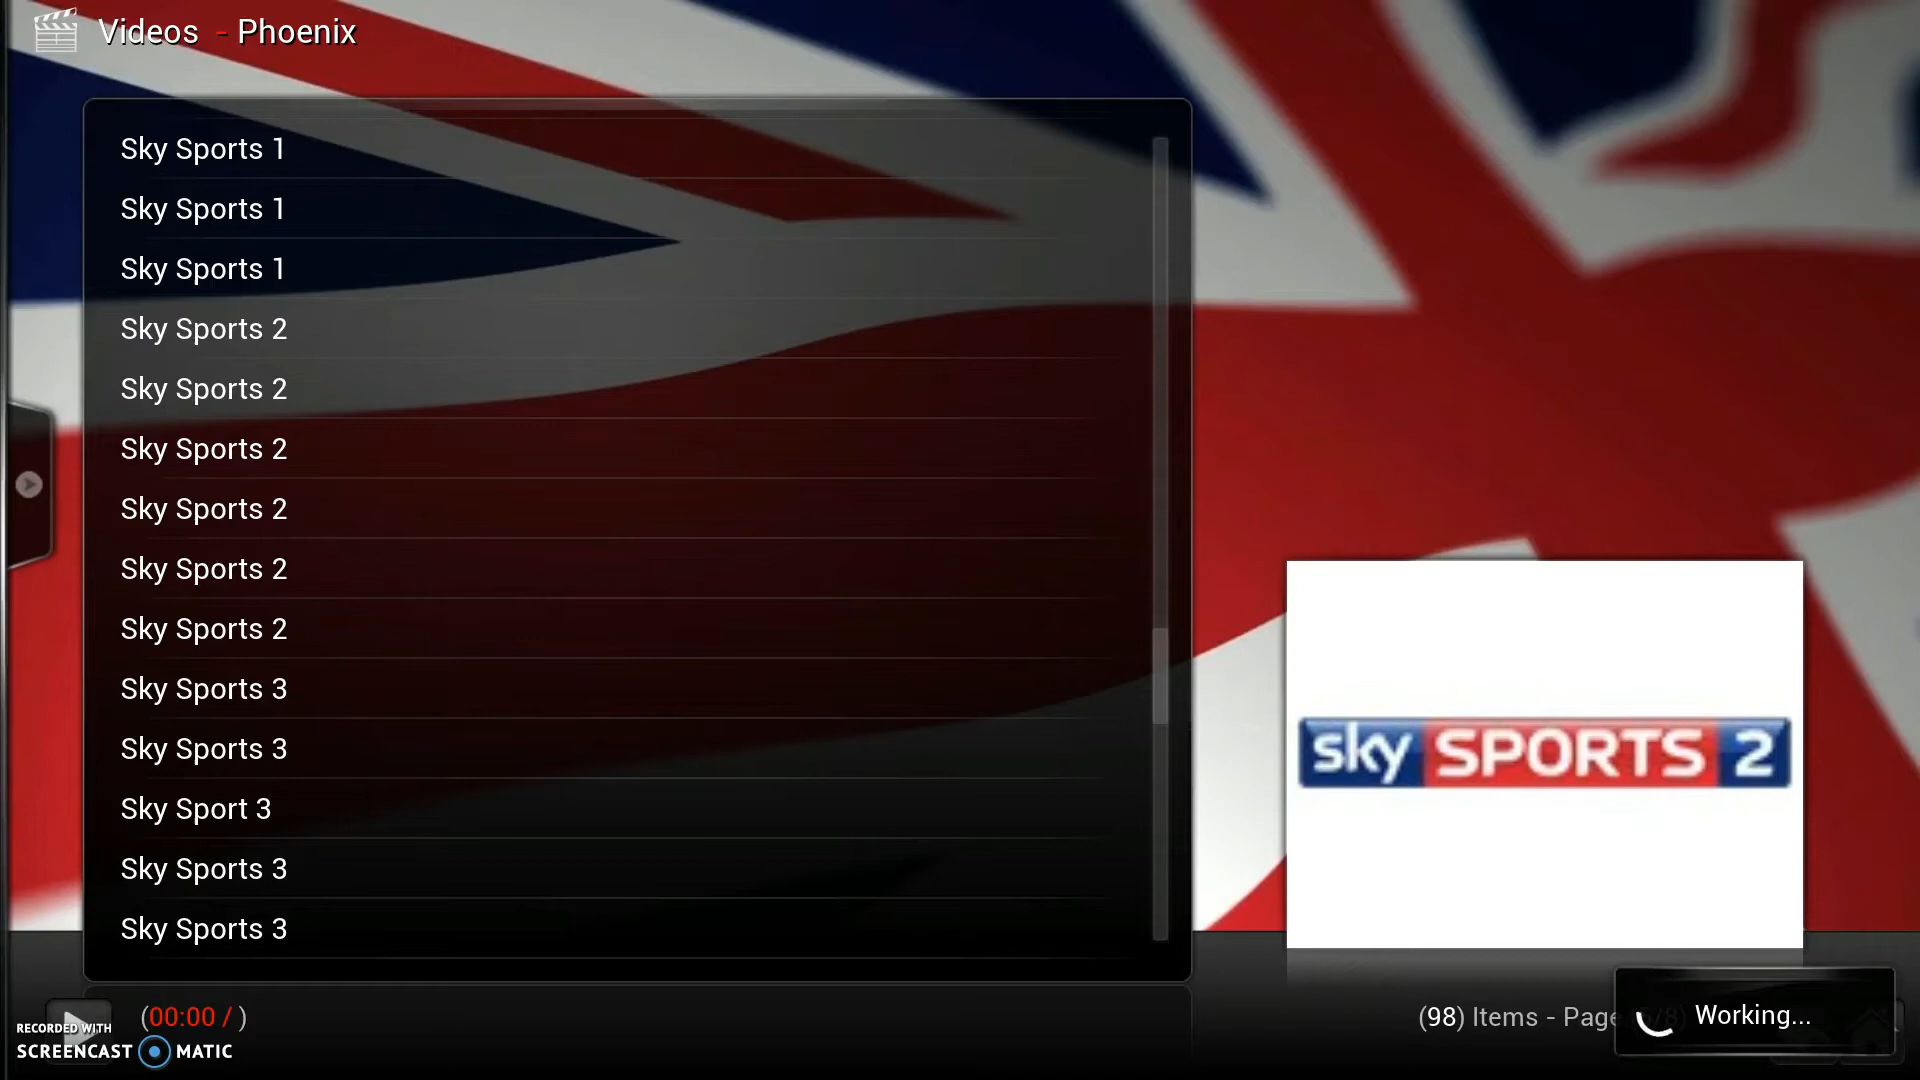 Videos - Phoenix
Sky Sports 1
Sky Sports 1
Sky Sports 1
Sky Sports 2
Sky Sports 2
Sky Sports 2
Sky Sports 2
Sky Sports 2
Sky Sports 2
Sky Sports 3
Sky Sports 3
Sky Sport 3
Sky Sports 3
Sky Sports 3
sky SPORTS 2
(00:00 / )
(98) Items - Page
Working...
RECORDED WITH
SCREENCAST MATIC